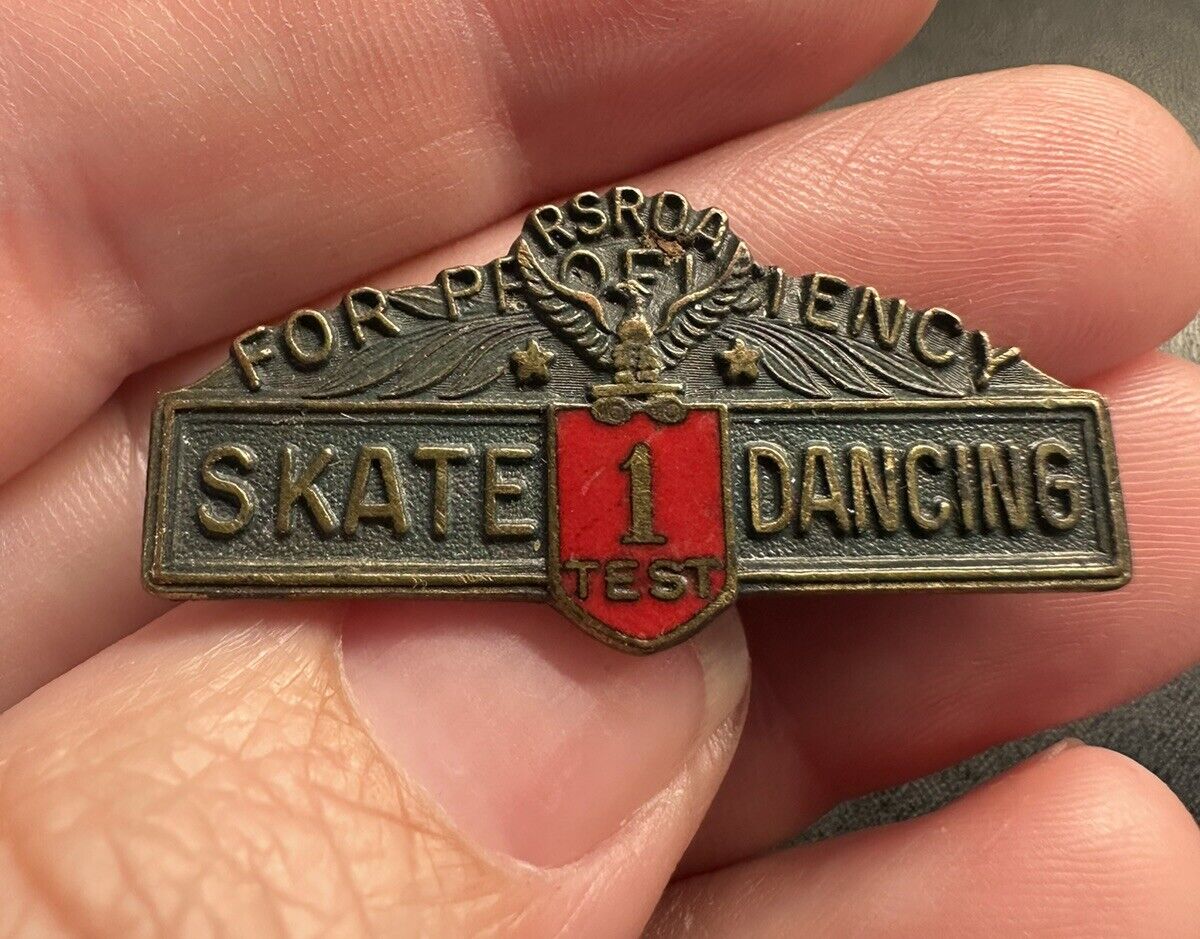 RSROA
FOR PROFICIENCY
SKATE 1 DANCING
TEST